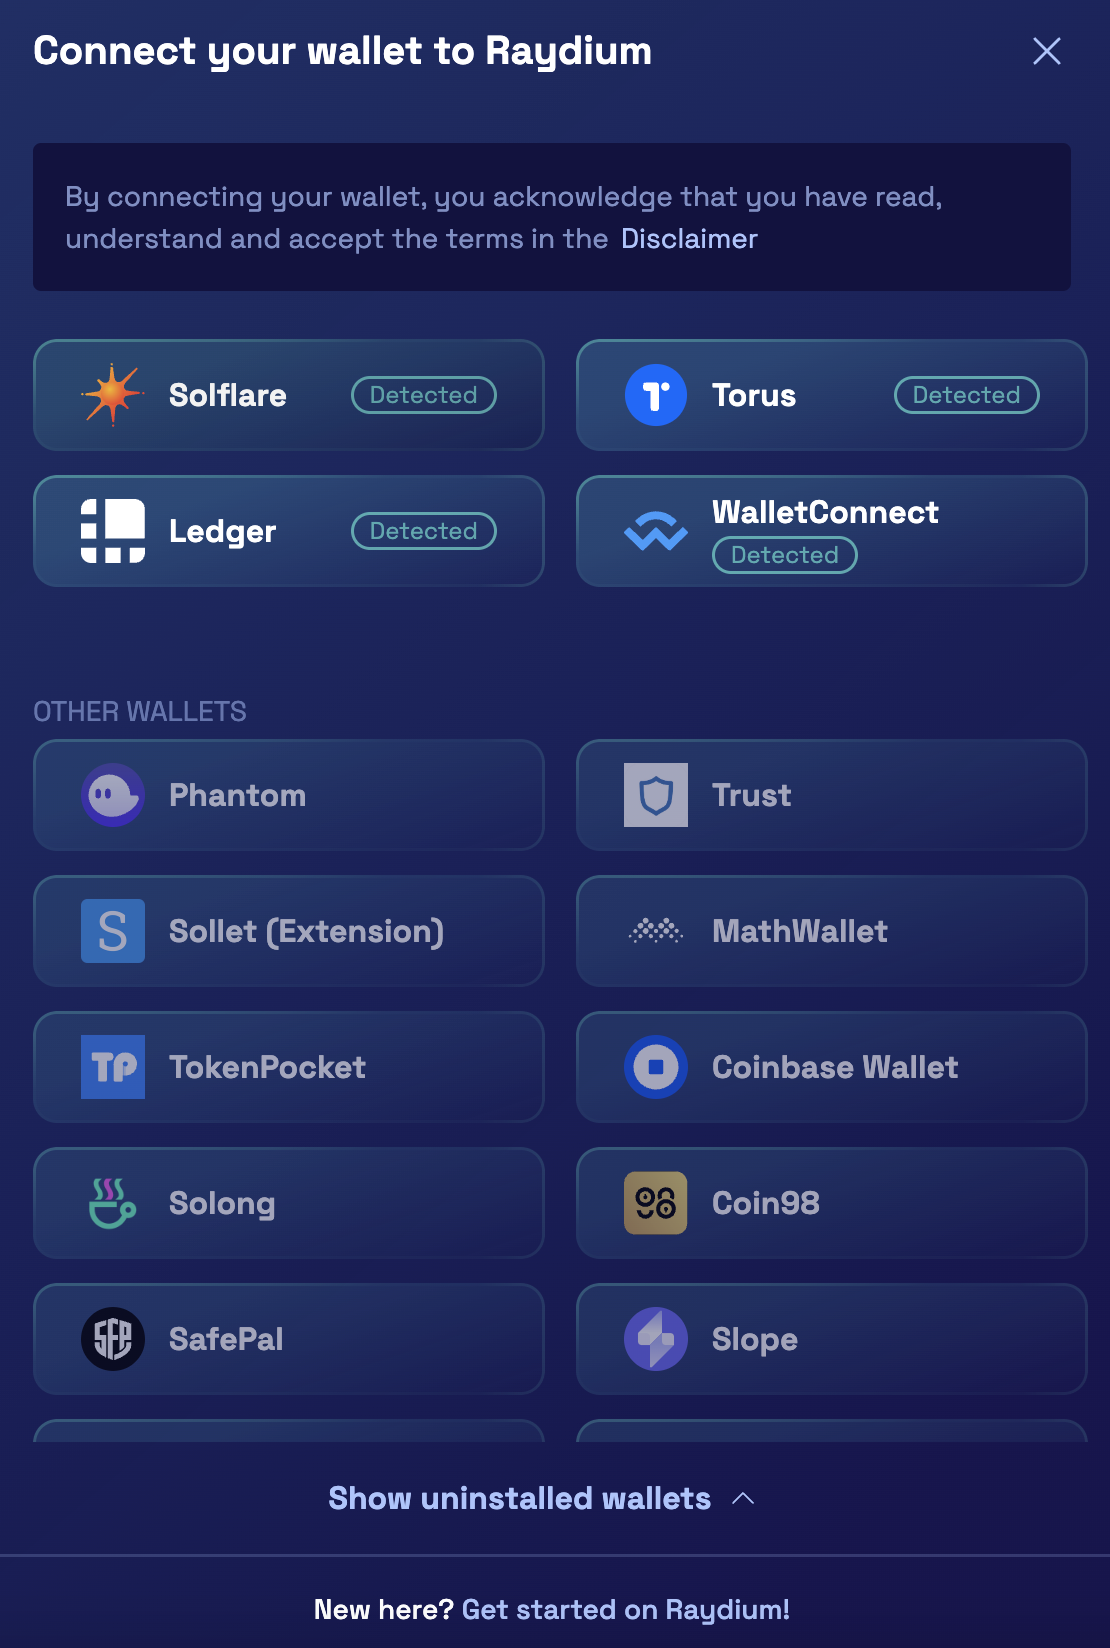 Connect your wallet to Raydium
By connecting your wallet, you acknowledge that you have read,
understand and accept the terms in the Disclaimer
Solflare Detected
Torus Detected
Ledger Detected
WalletConnect
Detected
OTHER WALLETS
Phantom
Trust
S Sollet (Extension)
MathWallet
TP TokenPocket
Coinbase Wallet
Solong
98 Coin98
SFP SafePal
Slope
Show uninstalled wallets
New here? Get started on Raydium!